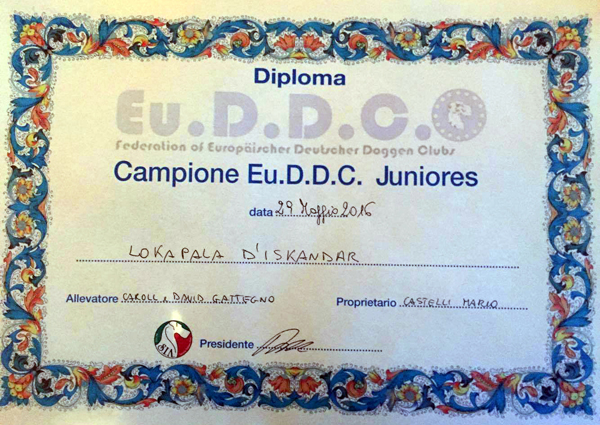 Diploma
Eu.D.D.C.
Federation of Europäischer Deutscher Doggen Clubs
Campione Eu.D.D.C. Juniores
data 29 Maggio 2016
LOKAPALA D'ISKANDAR
Allevatore CAROLL & DAVID GATTEGNO Proprietario CASTELLI MARIO
SIA Presidente